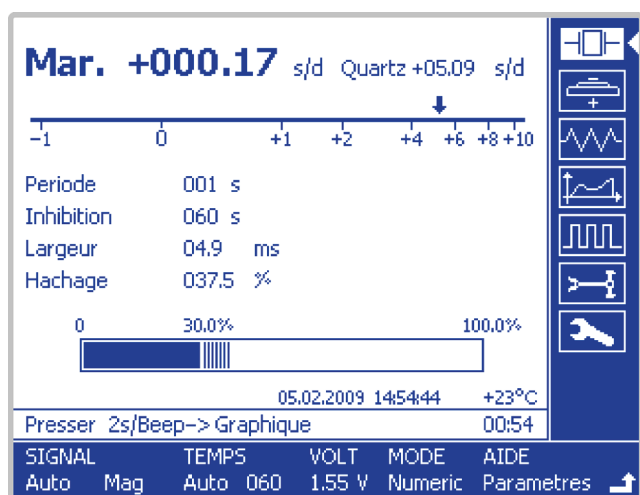 Mar. +000.17 s/d Quartz +05.09 s/d
-1 0 +1 +2 +4 +6 +8 +10
Periode 001 s
Inhibition 060 s
Largeur 04.9 ms
Hachage 037.5 %
0 30.0% 100.0%
05.02.2009 14:54:44 +23°C
Presser 2s/Beep-> Graphique 00:54
SIGNAL TEMPS VOLT MODE AIDE
Auto Mag Auto 060 1.55 V Numeric Parametres